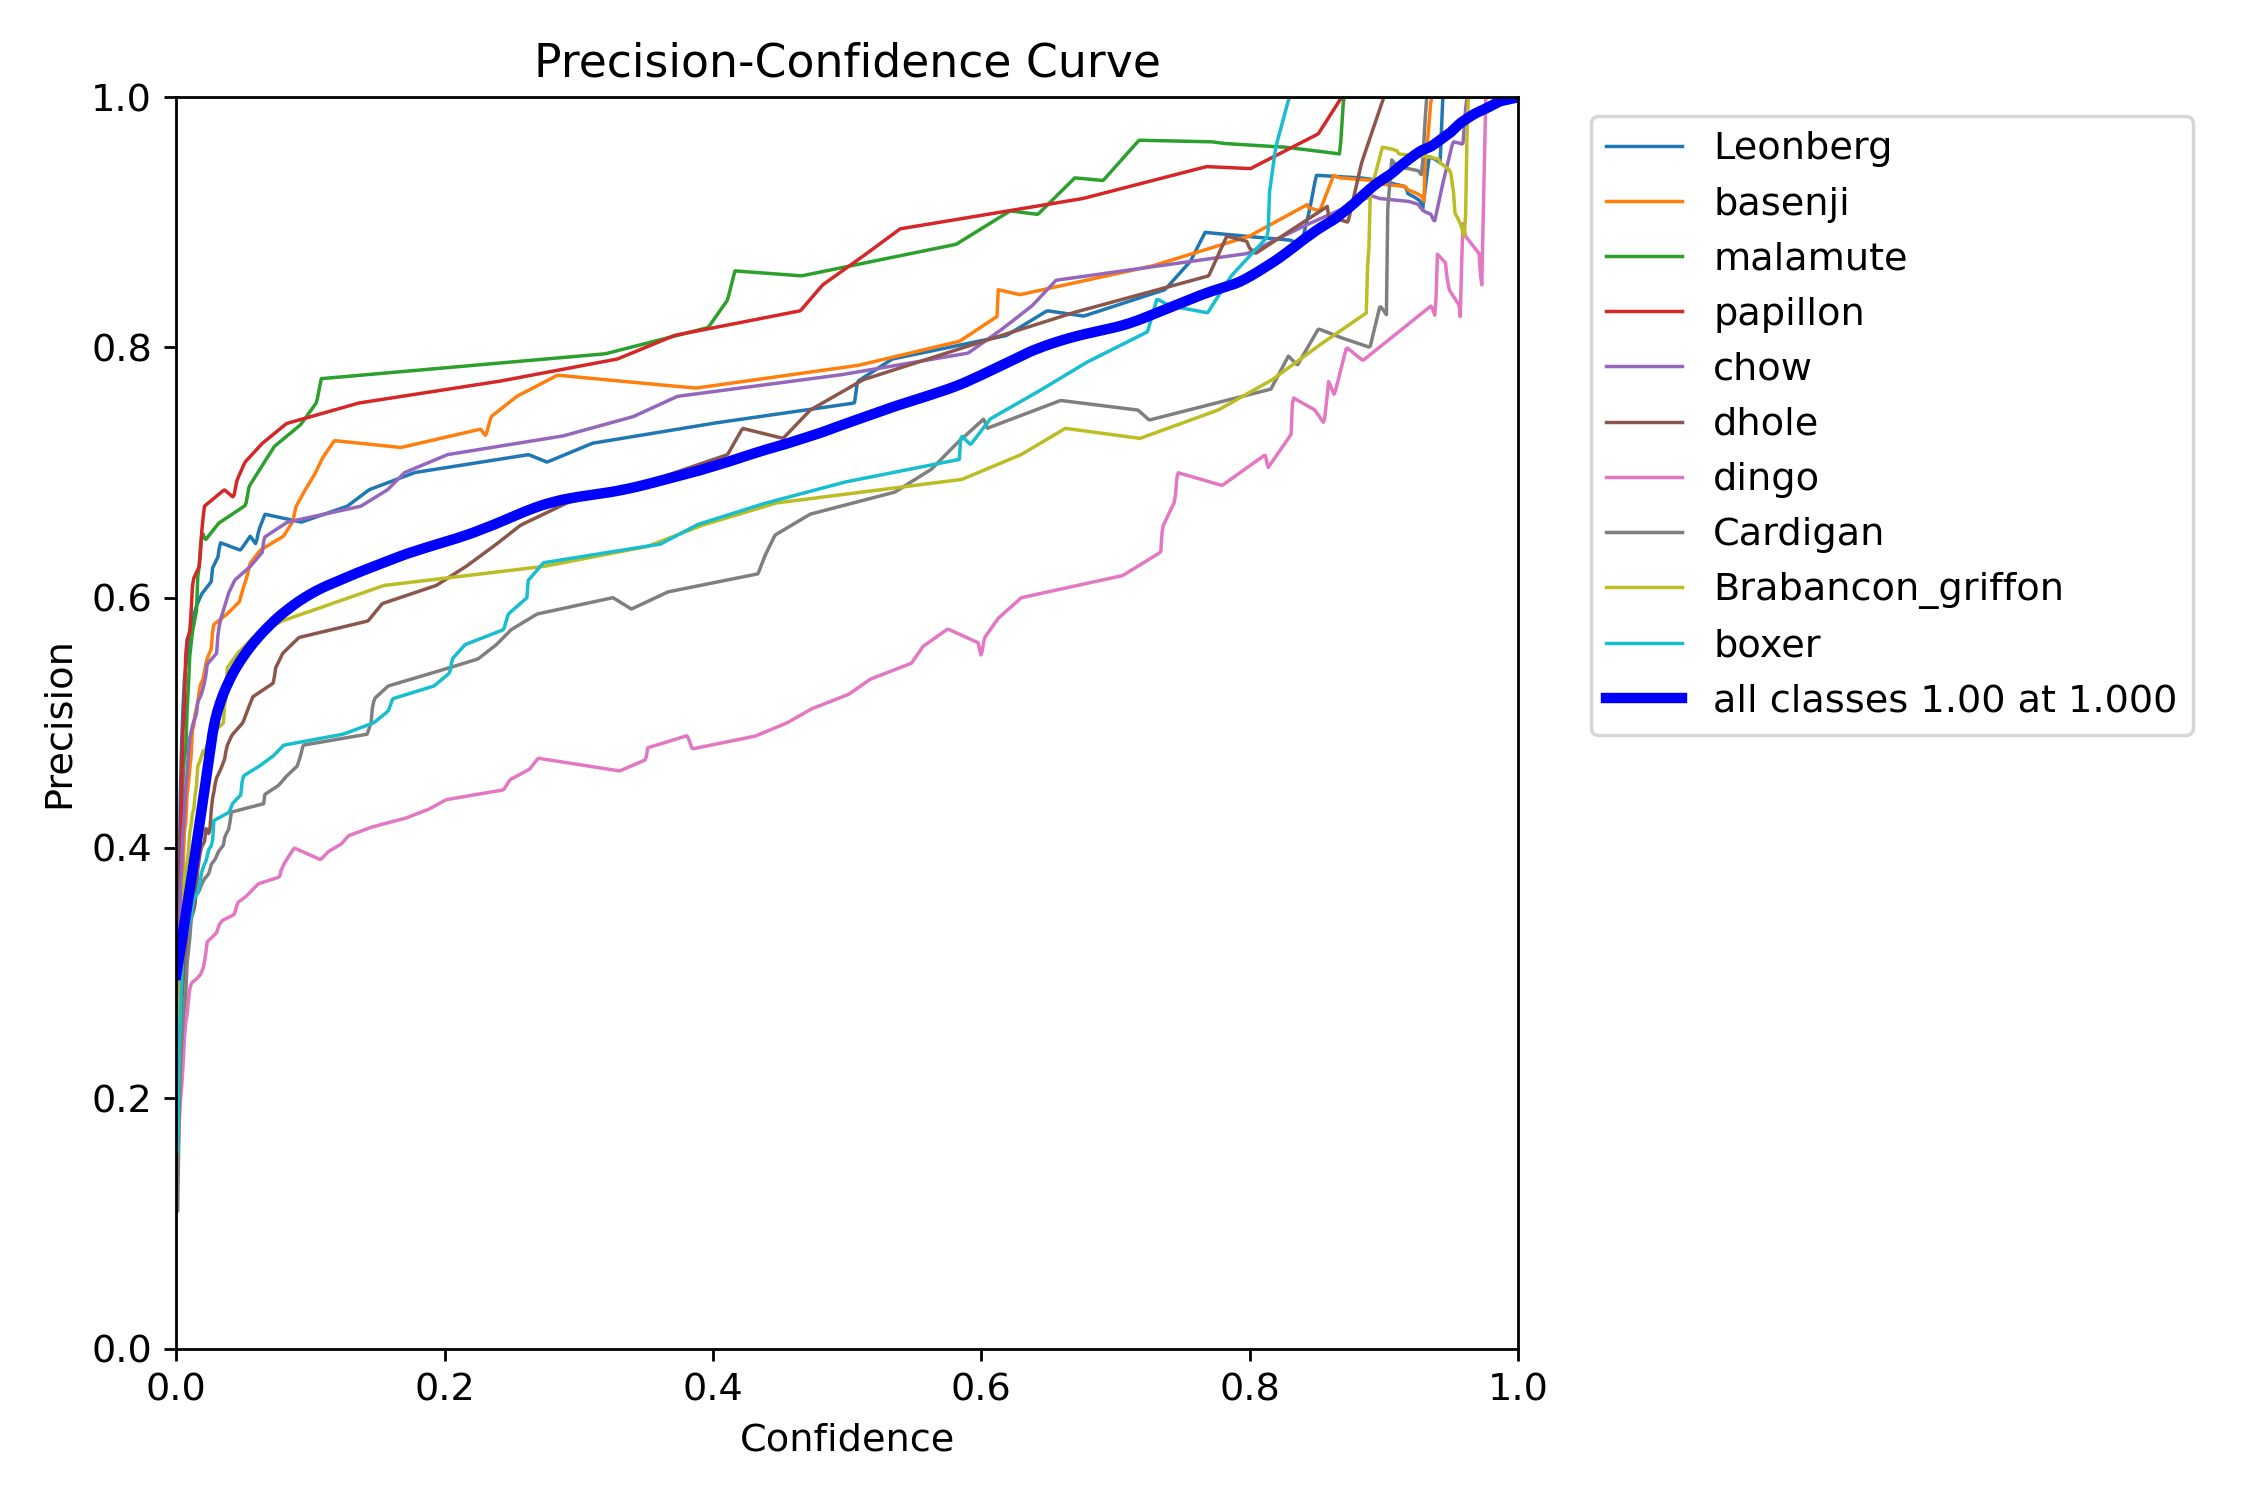 Precision-Confidence Curve
1.0
0.8
0.6
0.4
0.2
0.0
Precision
0.0 0.2 0.4 0.6 0.8 1.0
Confidence
Leonberg
basenji
malamute
papillon
chow
dhole
dingo
Cardigan
Brabancon_griffon
boxer
all classes 1.00 at 1.000